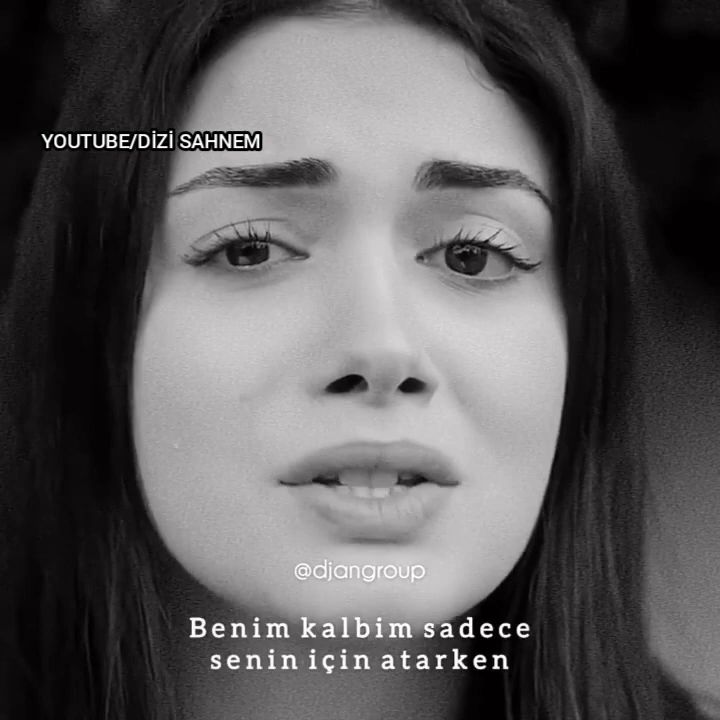 YOUTUBE/DİZİ SAHNEM
@djangroup
Benim kalbim sadece
senin için atarken